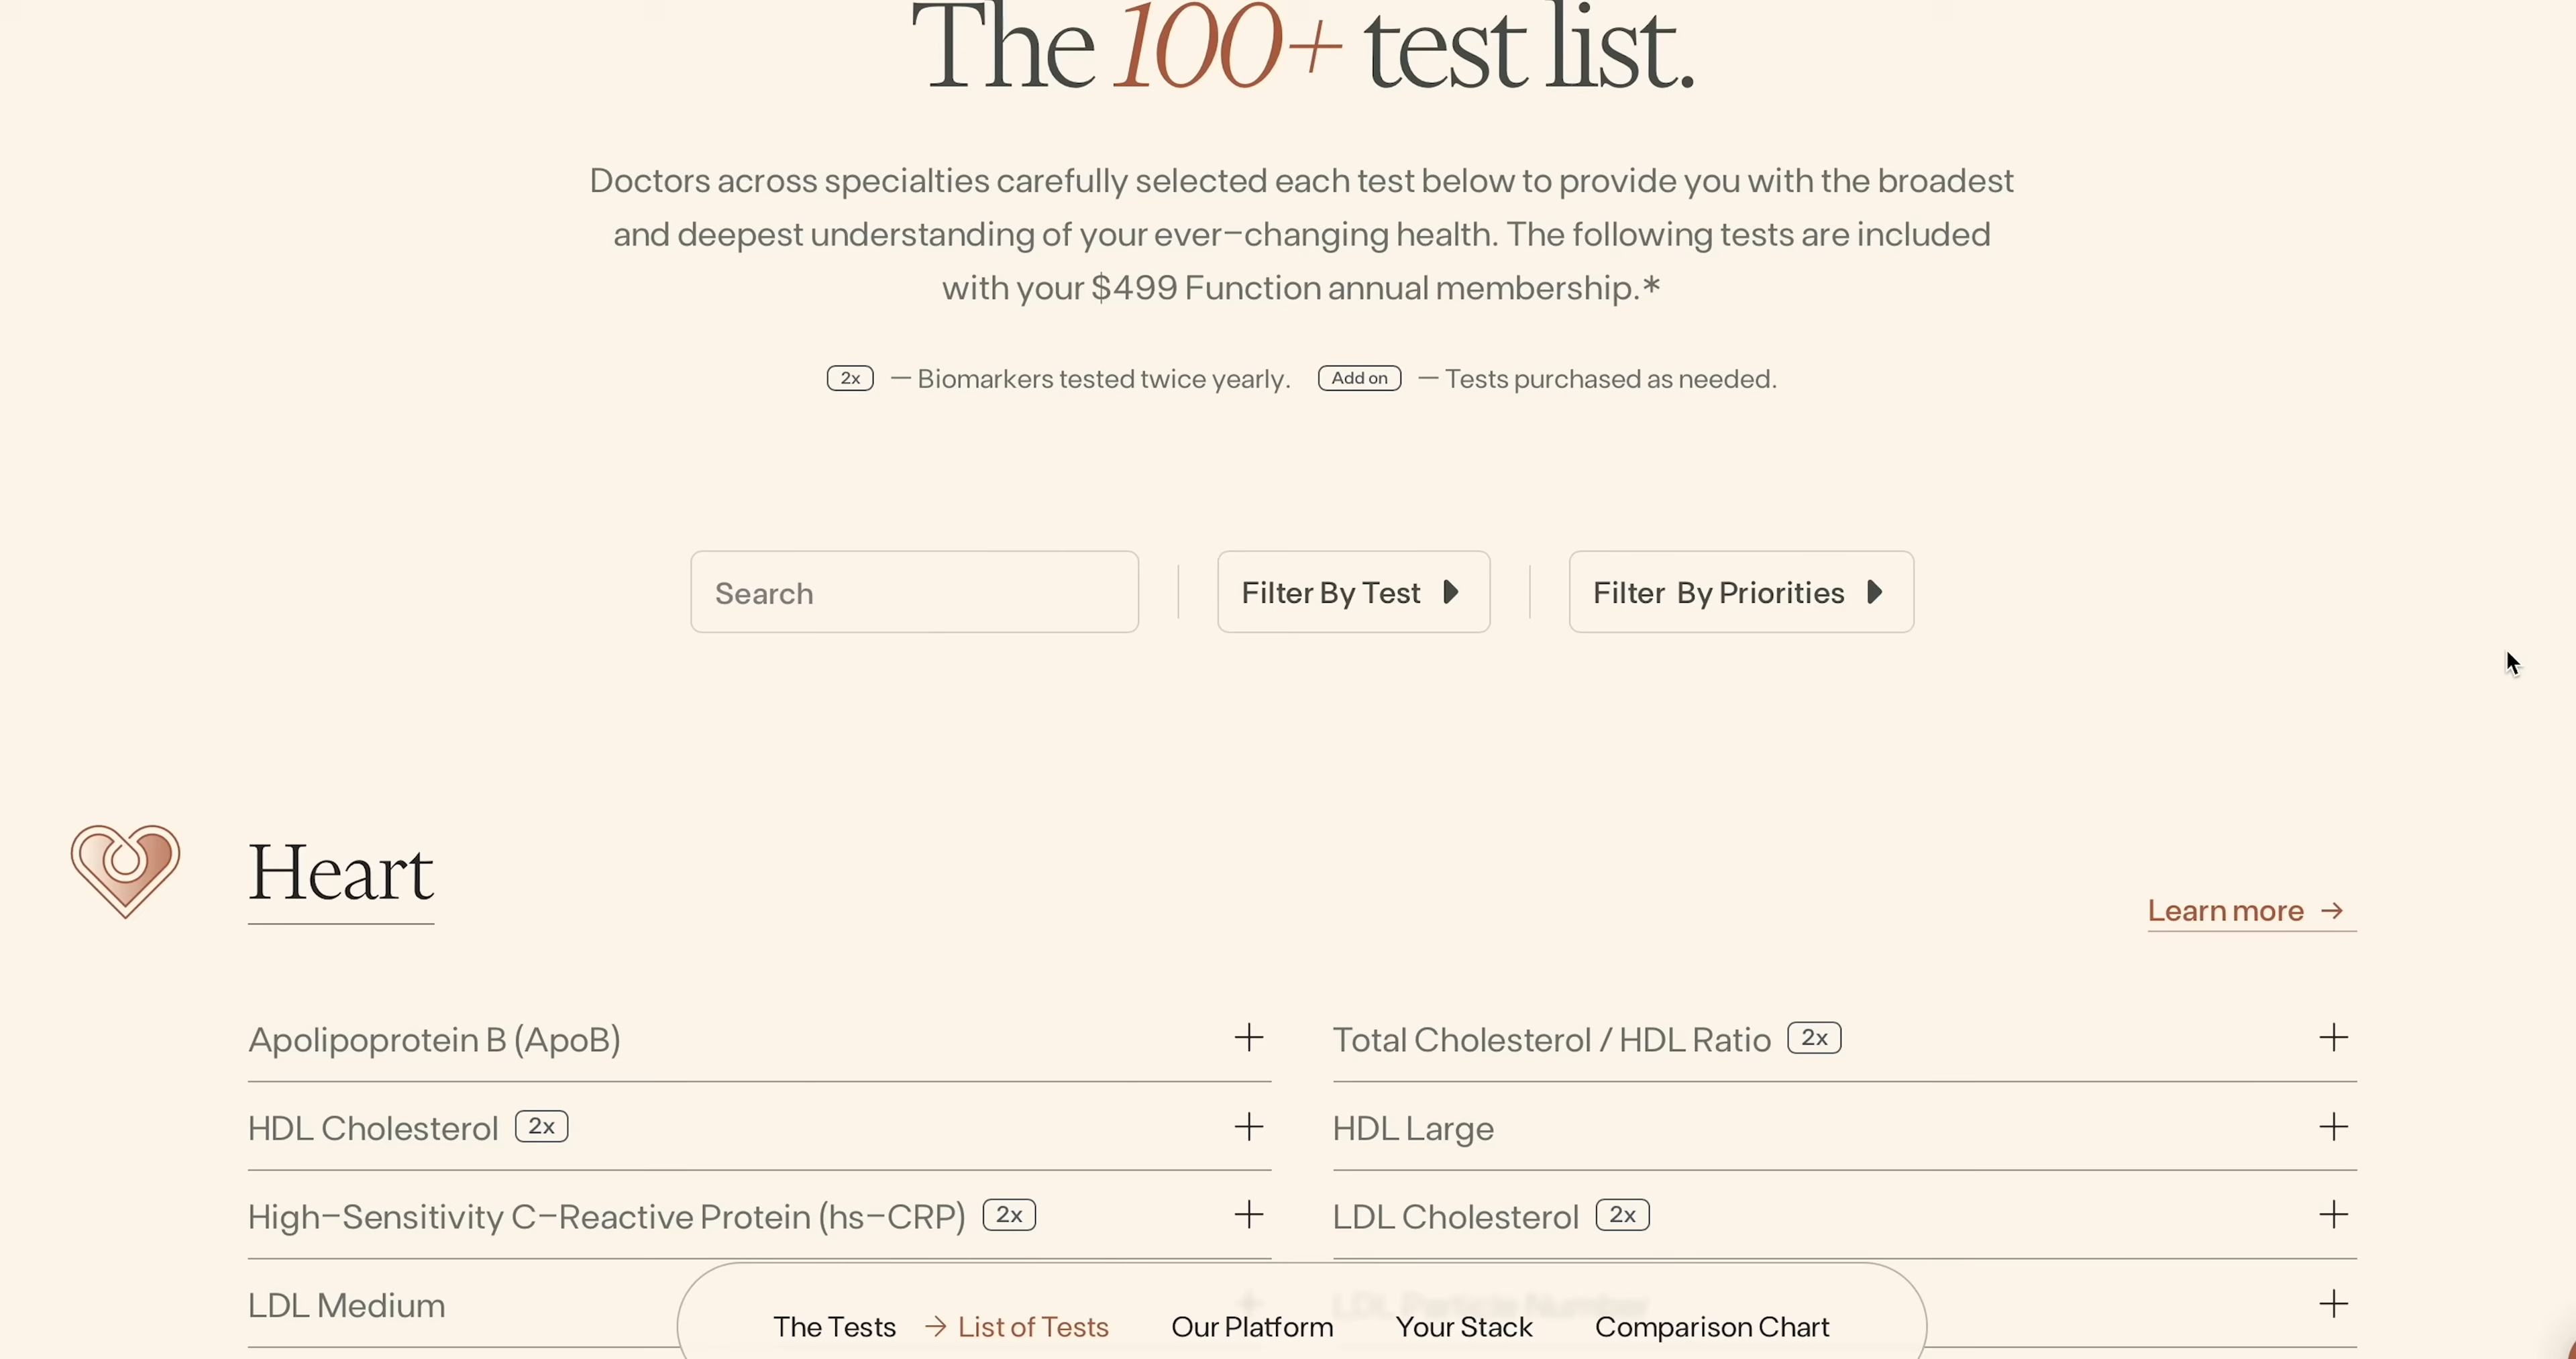 The 100+ test list.
Doctors across specialties carefully selected each test below to provide you with the broadest
and deepest understanding of your ever-changing health. The following tests are included
with your $499 Function annual membership.*
2x — Biomarkers tested twice yearly. Add on — Tests purchased as needed.
Search
Filter By Test
Filter By Priorities
Heart
Learn more →
Apolipoprotein B (ApoB) +
Total Cholesterol / HDL Ratio 2x +
HDL Cholesterol 2x +
HDL Large +
High-Sensitivity C-Reactive Protein (hs-CRP) 2x +
LDL Cholesterol 2x +
LDL Medium +
LDL Particle Number +
The Tests → List of Tests Our Platform Your Stack Comparison Chart